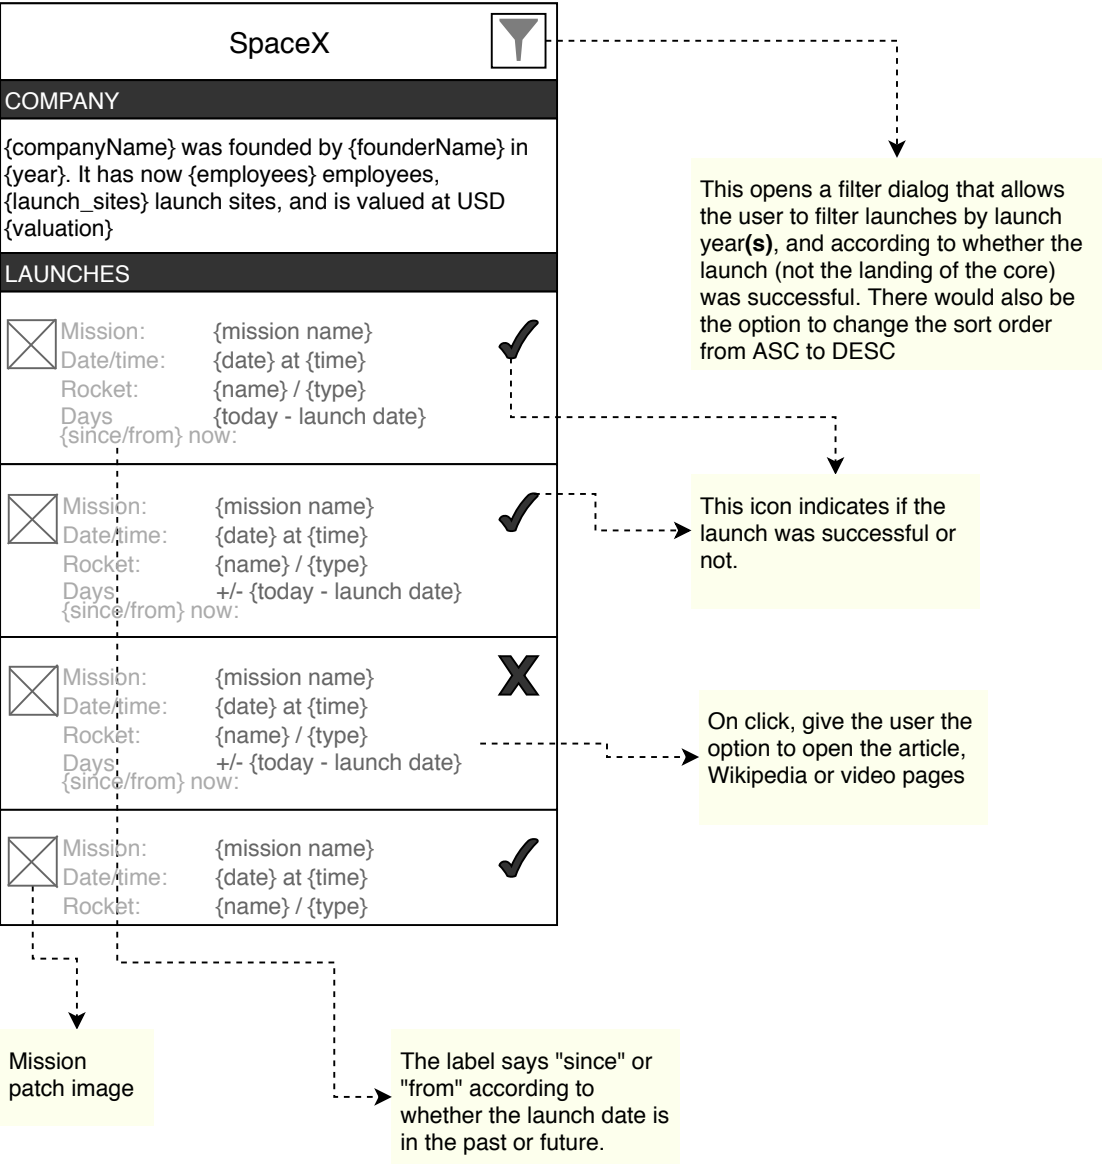 SpaceX
COMPANY
{companyName} was founded by {founderName} in
{year}. It has now {employees} employees,
{launch_sites} launch sites, and is valued at USD
{valuation}
LAUNCHES
Mission: {mission name}
Date/time: {date} at {time}
Rocket: {name} / {type}
Days {today - launch date}
{since/from} now:
Mission: {mission name}
Date/time: {date} at {time}
Rocket: {name} / {type}
Days +/- {today - launch date}
{since/from} now:
Mission: {mission name}
Date/time: {date} at {time}
Rocket: {name} / {type}
Days +/- {today - launch date}
{since/from} now:
Mission: {mission name}
Date/time: {date} at {time}
Rocket: {name} / {type}
This opens a filter dialog that allows
the user to filter launches by launch
year(s), and according to whether the
launch (not the landing of the core)
was successful. There would also be
the option to change the sort order
from ASC to DESC
This icon indicates if the
launch was successful or
not.
On click, give the user the
option to open the article,
Wikipedia or video pages
Mission
patch image
The label says "since" or
"from" according to
whether the launch date is
in the past or future.